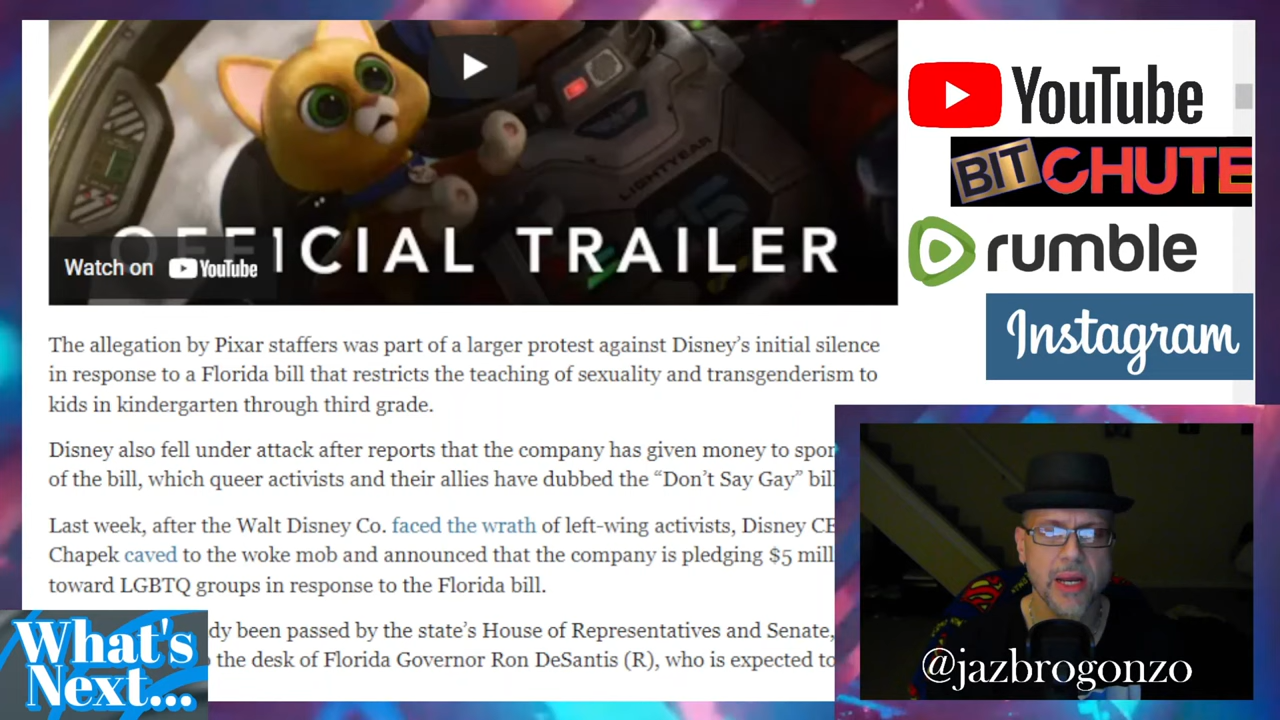 LIGHTYEAR
OFFICIAL TRAILER
Watch on YouTube
YouTube
BITCHUTE
rumble
Instagram
The allegation by Pixar staffers was part of a larger protest against Disney's initial silence
in response to a Florida bill that restricts the teaching of sexuality and transgenderism to
kids in kindergarten through third grade.
Disney also fell under attack after reports that the company has given money to spon
of the bill, which queer activists and their allies have dubbed the “Don't Say Gay” bill
Last week, after the Walt Disney Co. faced the wrath of left-wing activists, Disney CE
Chapek caved to the woke mob and announced that the company is pledging $5 mill
toward LGBTQ groups in response to the Florida bill.
dy been passed by the state's House of Representatives and Senate,
the desk of Florida Governor Ron DeSantis (R), who is expected to
What's
Next...
@jazbrogonzo